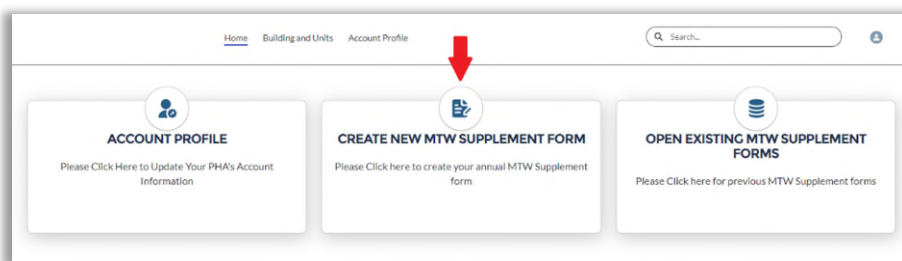 Home Building and Units Account Profile
Search...
ACCOUNT PROFILE
Please Click Here to Update Your PHA's Account
Information
CREATE NEW MTW SUPPLEMENT FORM
Please Click here to create your annual MTW Supplement
form
OPEN EXISTING MTW SUPPLEMENT
FORMS
Please Click here for previous MTW Supplement forms